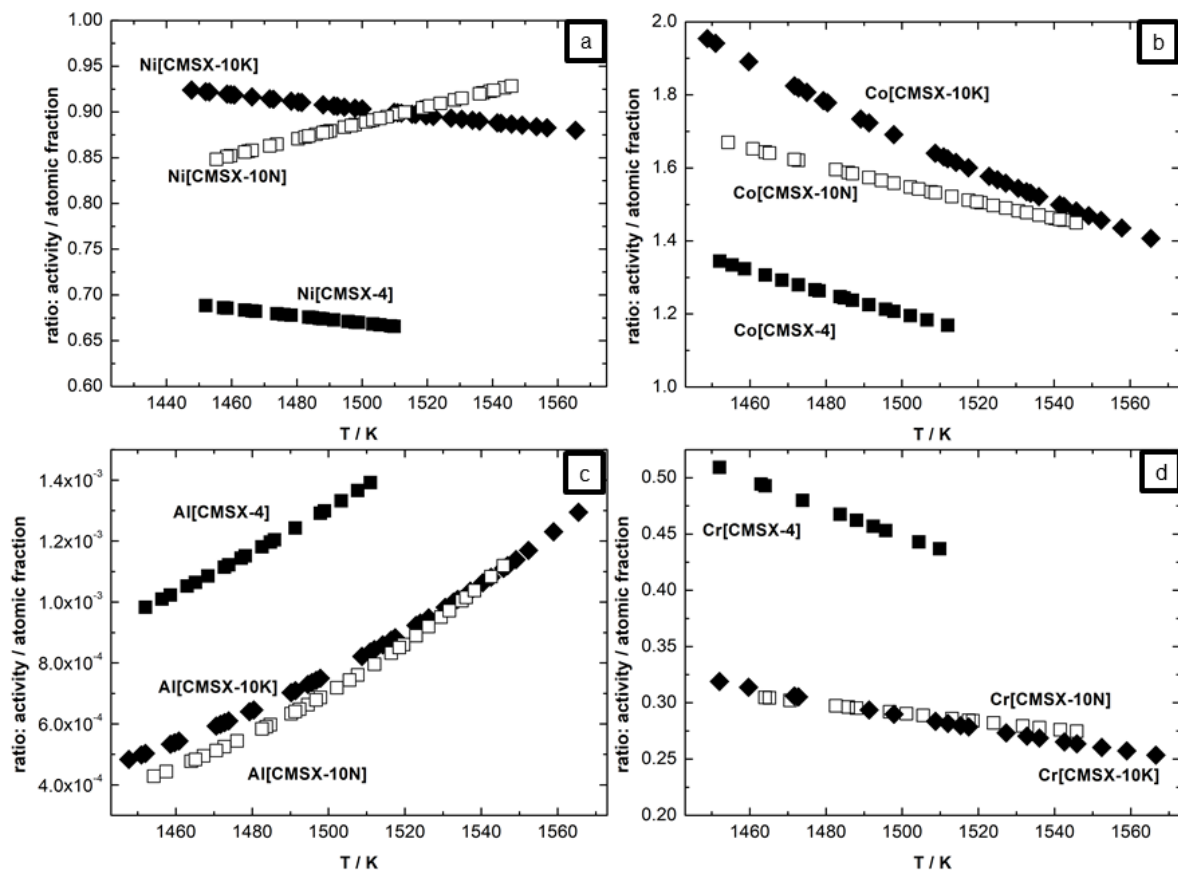 a
ratio: activity / atomic fraction
1.00
0.95
0.90
0.85
0.80
0.75
0.70
0.65
0.60
Ni[CMSX-10K]
Ni[CMSX-10N]
Ni[CMSX-4]
1440 1460 1480 1500 1520 1540 1560
T / K
b
ratio: activity / atomic fraction
2.0
1.8
1.6
1.4
1.2
1.0
Co[CMSX-10K]
Co[CMSX-10N]
Co[CMSX-4]
1460 1480 1500 1520 1540 1560
T / K
c
ratio: activity / atomic fraction
1.4x10⁻³
1.2x10⁻³
1.0x10⁻³
8.0x10⁻⁴
6.0x10⁻⁴
4.0x10⁻⁴
Al[CMSX-4]
Al[CMSX-10K]
Al[CMSX-10N]
1460 1480 1500 1520 1540 1560
T / K
d
ratio: activity / atomic fraction
0.50
0.45
0.40
0.35
0.30
0.25
0.20
Cr[CMSX-4]
Cr[CMSX-10N]
Cr[CMSX-10K]
1460 1480 1500 1520 1540 1560
T / K